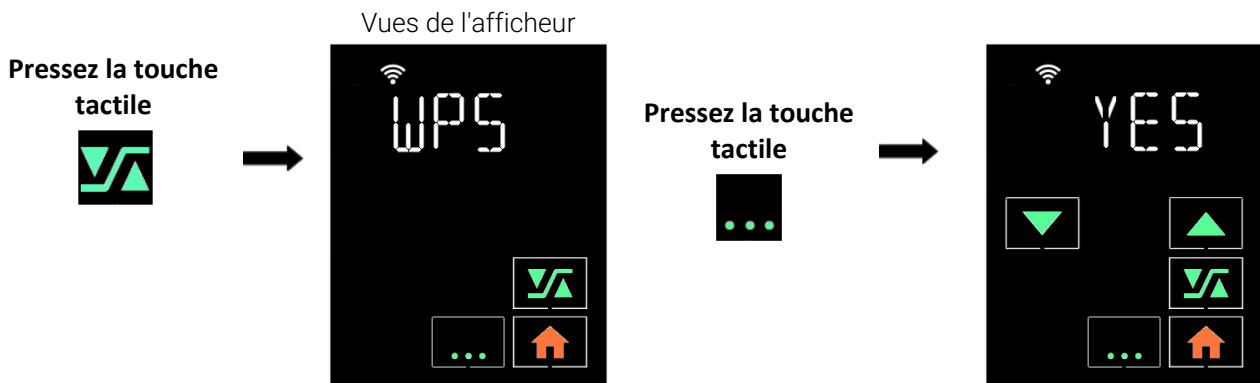 Vues de l'afficheur
Pressez la touche
tactile
WPS
Pressez la touche
tactile
YES